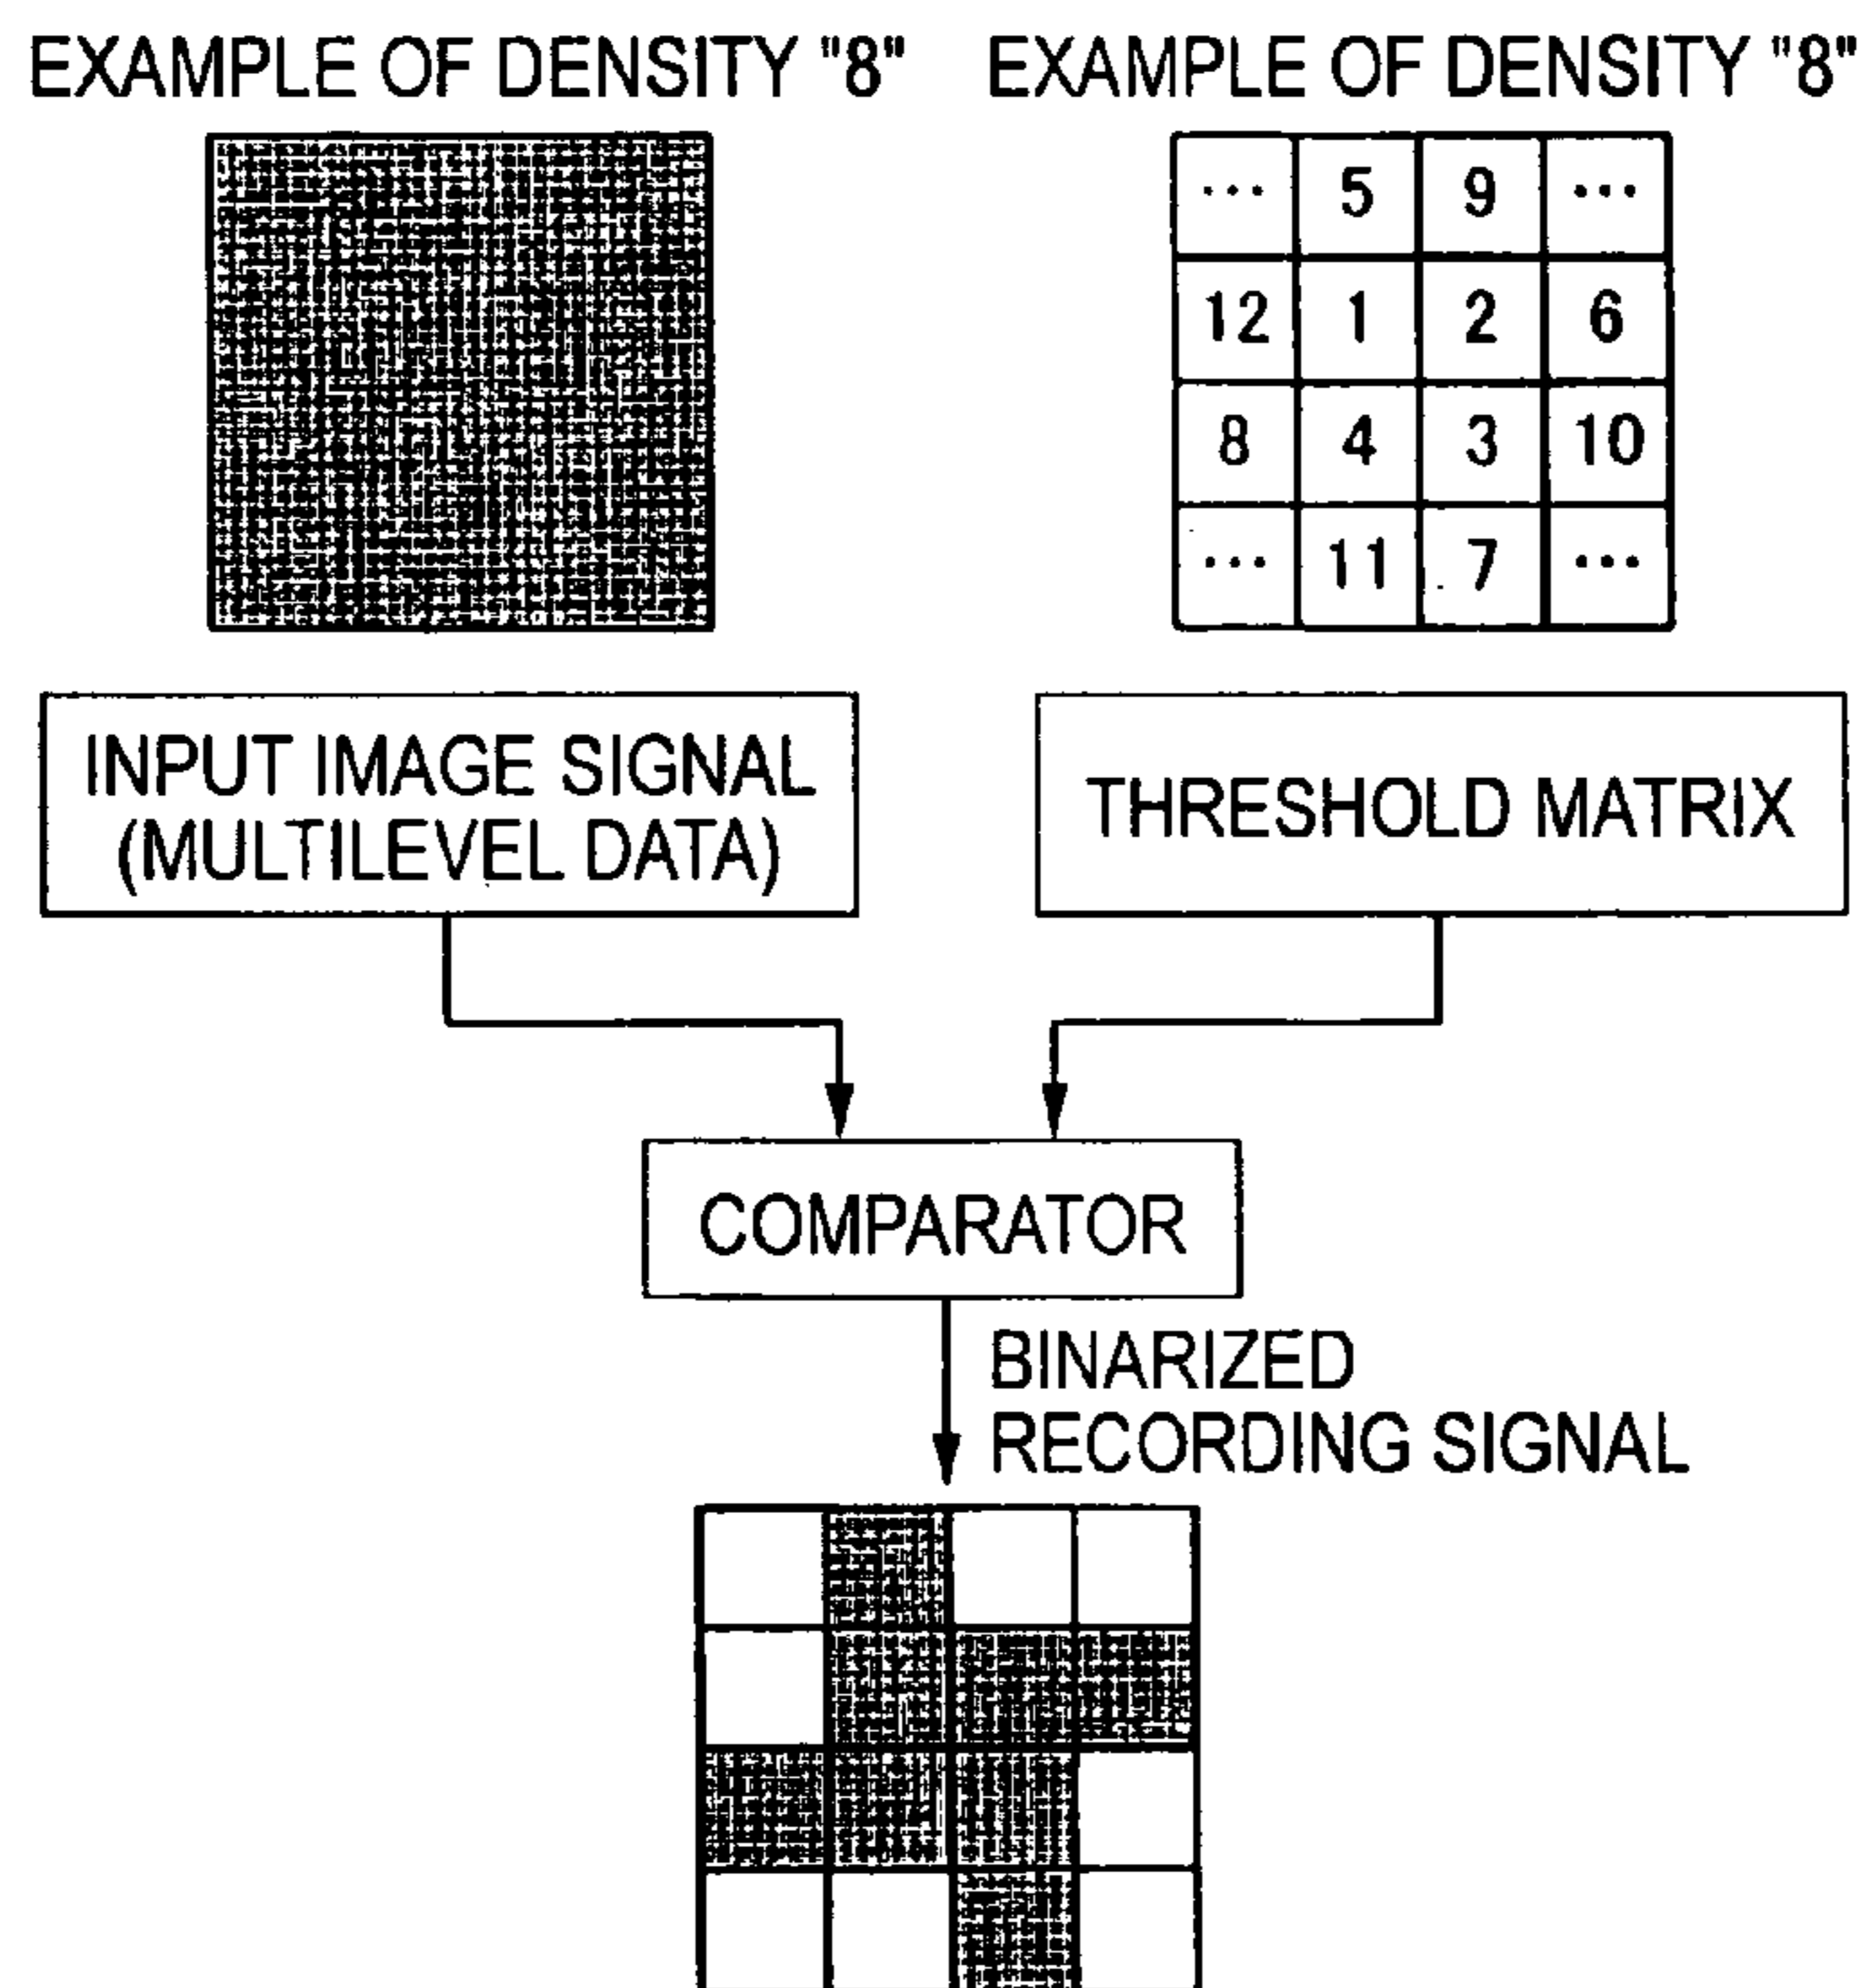 EXAMPLE OF DENSITY "8" EXAMPLE OF DENSITY "8"
... 5 9 ...
12 1 2 6
8 4 3 10
... 11 7 ...
INPUT IMAGE SIGNAL
(MULTILEVEL DATA)
THRESHOLD MATRIX
COMPARATOR
BINARIZED
RECORDING SIGNAL